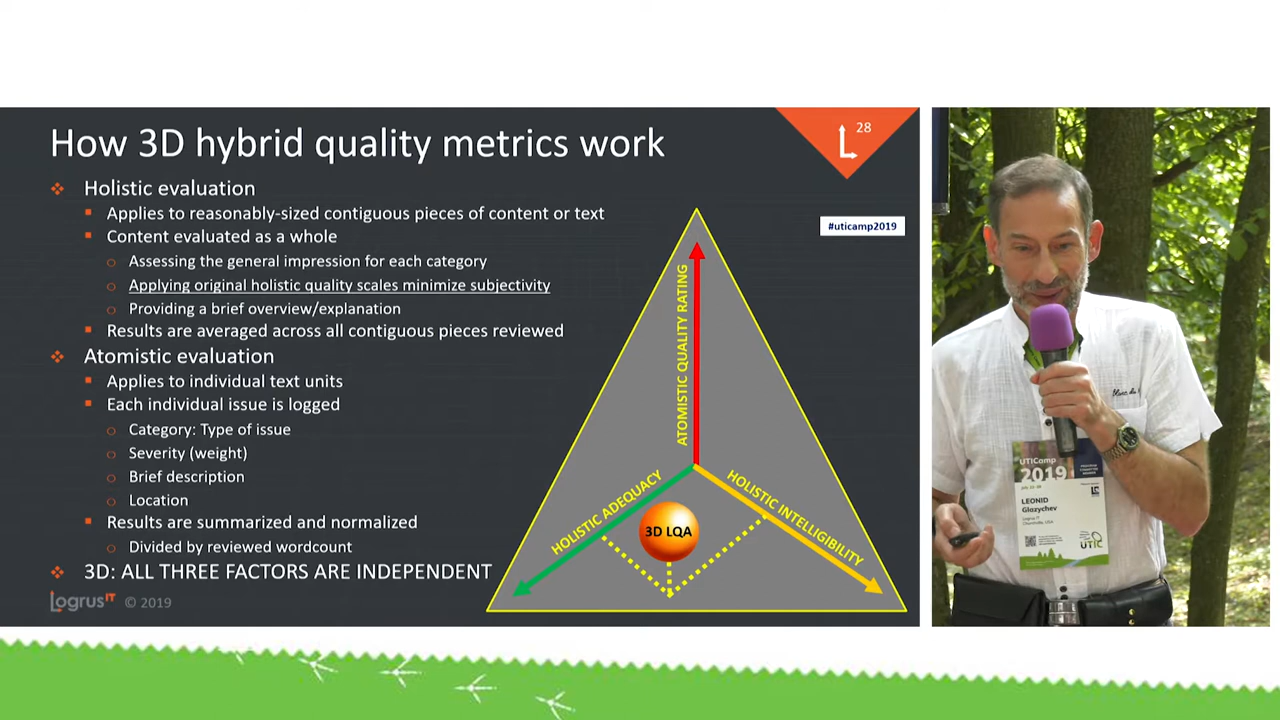 How 3D hybrid quality metrics work
28
Holistic evaluation
Applies to reasonably-sized contiguous pieces of content or text
Content evaluated as a whole
Assessing the general impression for each category
Applying original holistic quality scales minimize subjectivity
Providing a brief overview/explanation
Results are averaged across all contiguous pieces reviewed
Atomistic evaluation
Applies to individual text units
Each individual issue is logged
Category: Type of issue
Severity (weight)
Brief description
Location
Results are summarized and normalized
Divided by reviewed wordcount
3D: ALL THREE FACTORS ARE INDEPENDENT
LogrusIT © 2019
#uticamp2019
ATOMISTIC QUALITY RATING
HOLISTIC ADEQUACY
HOLISTIC INTELLIGIBILITY
3D LQA
UTICamp
2019
LEONID
Glazychev
Logrus IT
UTIC